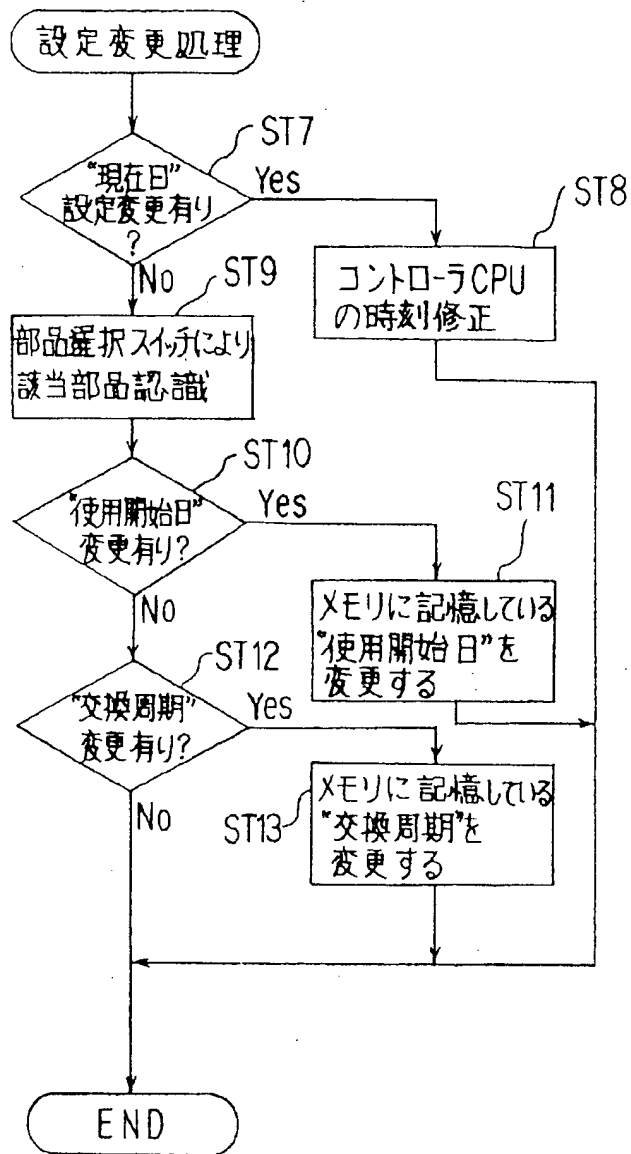 設定変更処理
ST7
"現在日"
設定変更有り
?
Yes
No
ST8
コントローラCPU
の時刻修正
ST9
部品選択スイッチにより
該当部品認識
ST10
"使用開始日"
変更有り?
Yes
No
ST11
メモリに記憶している
"使用開始日"を
変更する
ST12
"交換周期"
変更有り?
Yes
No
ST13
メモリに記憶している
"交換周期"を
変更する
END